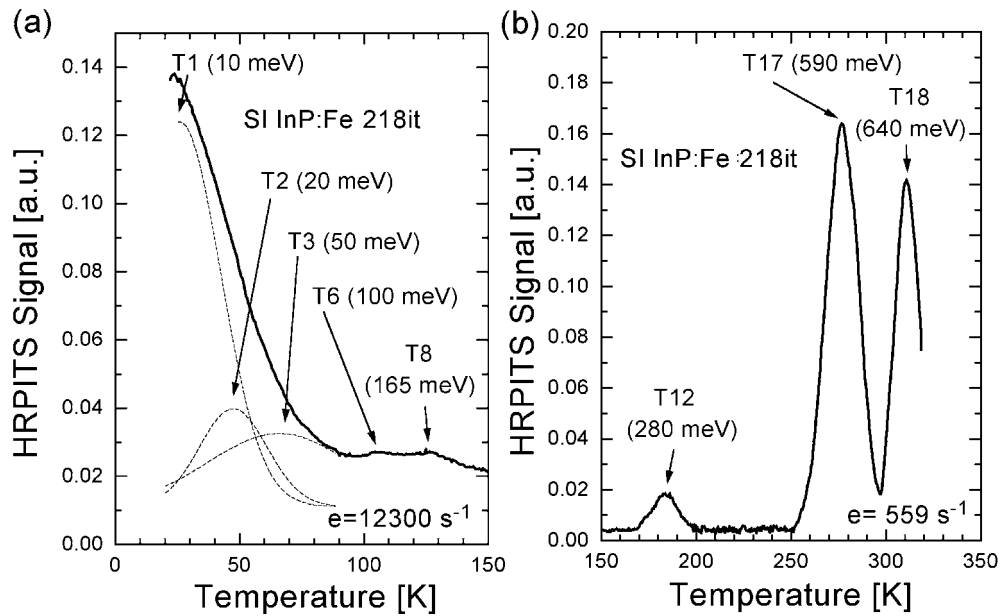 (a)
0.14
0.12
0.10
0.08
0.06
0.04
0.02
0.00
HRPITS Signal [a.u.]
T1 (10 meV)
SI InP:Fe 218it
T2 (20 meV)
T3 (50 meV)
T6 (100 meV)
T8
(165 meV)
e=12300 s⁻¹
0 50 100 150
Temperature [K]
(b)
0.20
0.18
0.16
0.14
0.12
0.10
0.08
0.06
0.04
0.02
0.00
HRPITS Signal [a.u.]
T17 (590 meV)
T18
(640 meV)
SI InP:Fe 218it
T12
(280 meV)
e= 559 s⁻¹
150 200 250 300 350
Temperature [K]